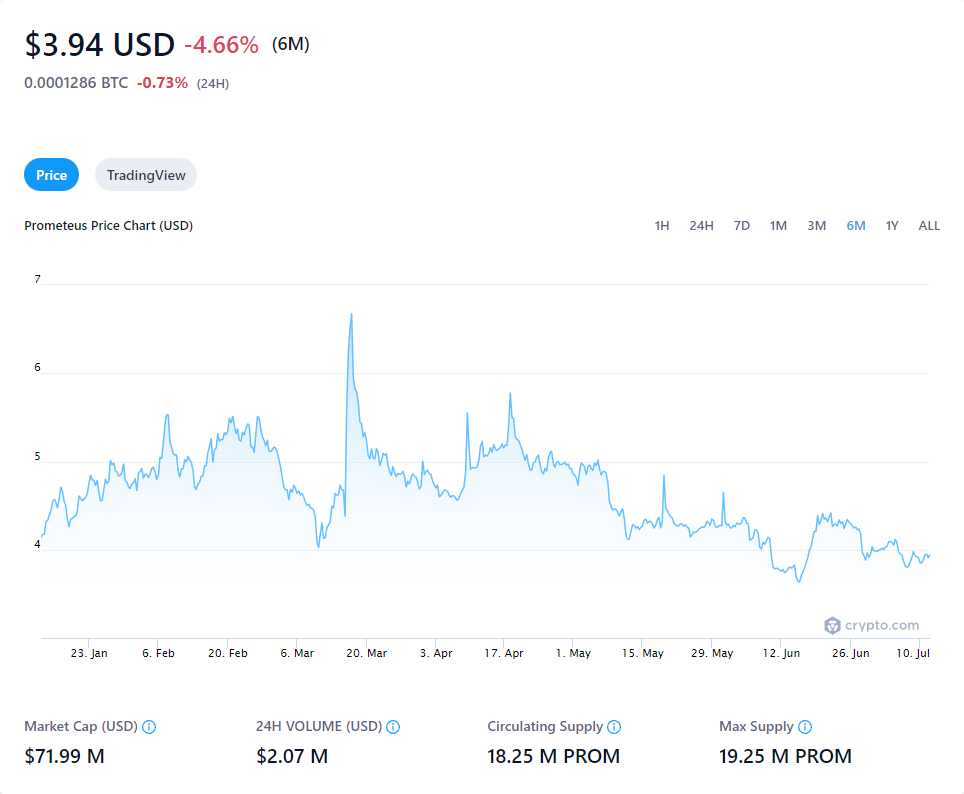 $3.94 USD -4.66% (6M)
0.0001286 BTC -0.73% (24H)
Price TradingView
Prometeus Price Chart (USD) 1H 24H 7D 1M 3M 6M 1Y ALL
7
6
5
4
crypto.com
23. Jan 6. Feb 20. Feb 6. Mar 20. Mar 3. Apr 17. Apr 1. May 15. May 29. May 12. Jun 26. Jun 10. Jul
Market Cap (USD) 24H VOLUME (USD) Circulating Supply Max Supply
$71.99 M $2.07 M 18.25 M PROM 19.25 M PROM